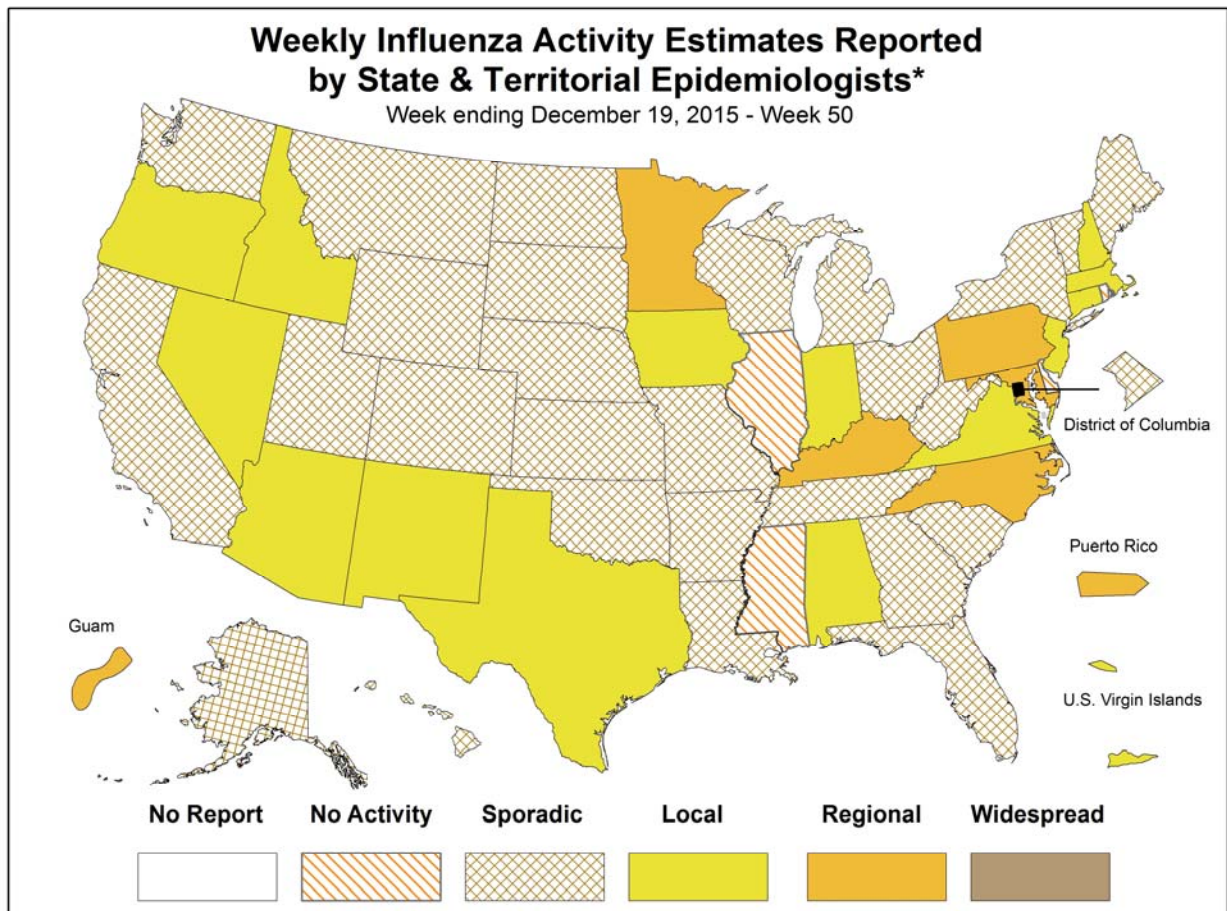 Weekly Influenza Activity Estimates Reported
by State & Territorial Epidemiologists*
Week ending December 19, 2015 - Week 50
District of Columbia
Puerto Rico
Guam
U.S. Virgin Islands
No Report No Activity Sporadic Local Regional Widespread